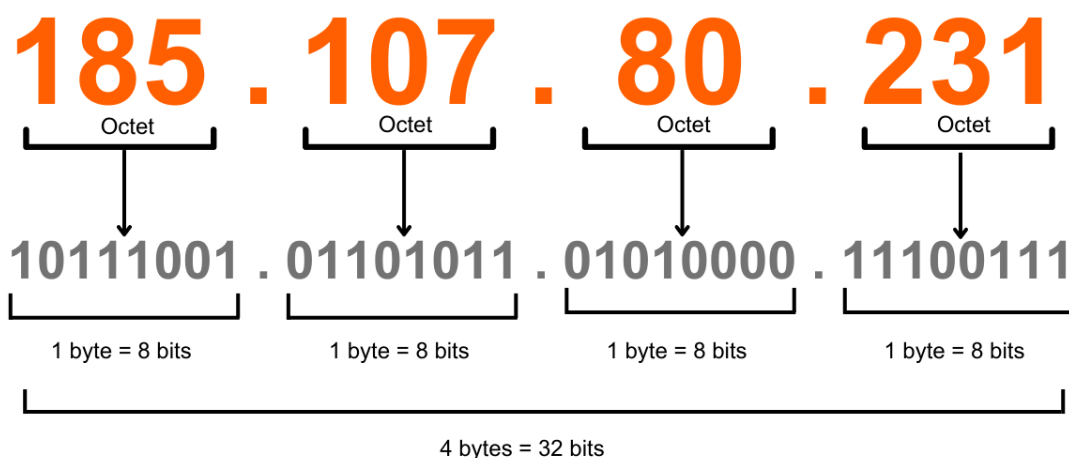 185 . 107 . 80 . 231
Octet Octet Octet Octet
10111001 . 01101011 . 01010000 . 11100111
1 byte = 8 bits 1 byte = 8 bits 1 byte = 8 bits 1 byte = 8 bits
4 bytes = 32 bits